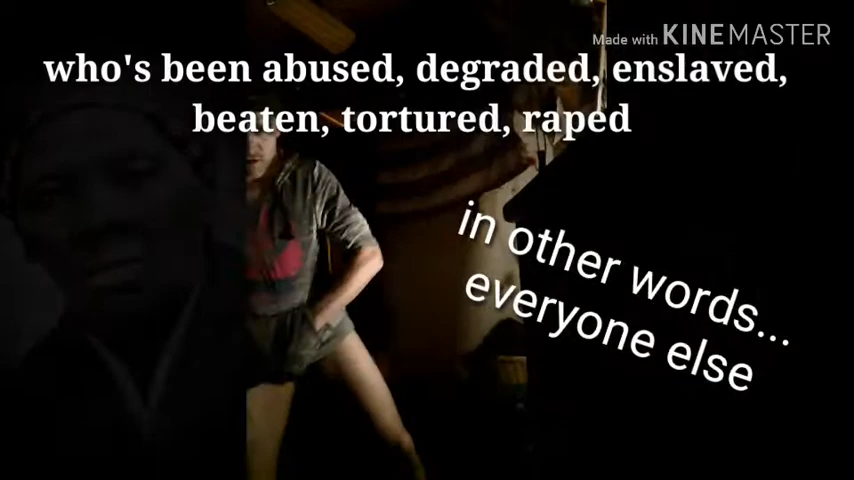 Made with KINEMASTER
who's been abused, degraded, enslaved,
beaten, tortured, raped
in other words...
everyone else